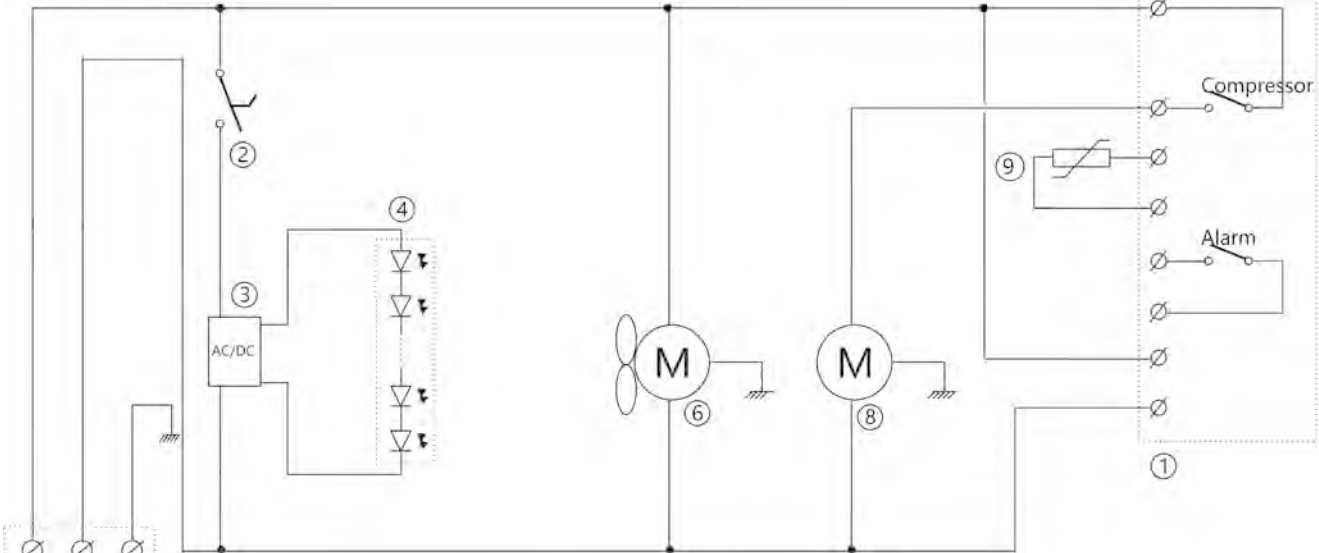 Compressor
②
⑨
④
Alarm
③
AC/DC
M
M
⑥
⑧
①